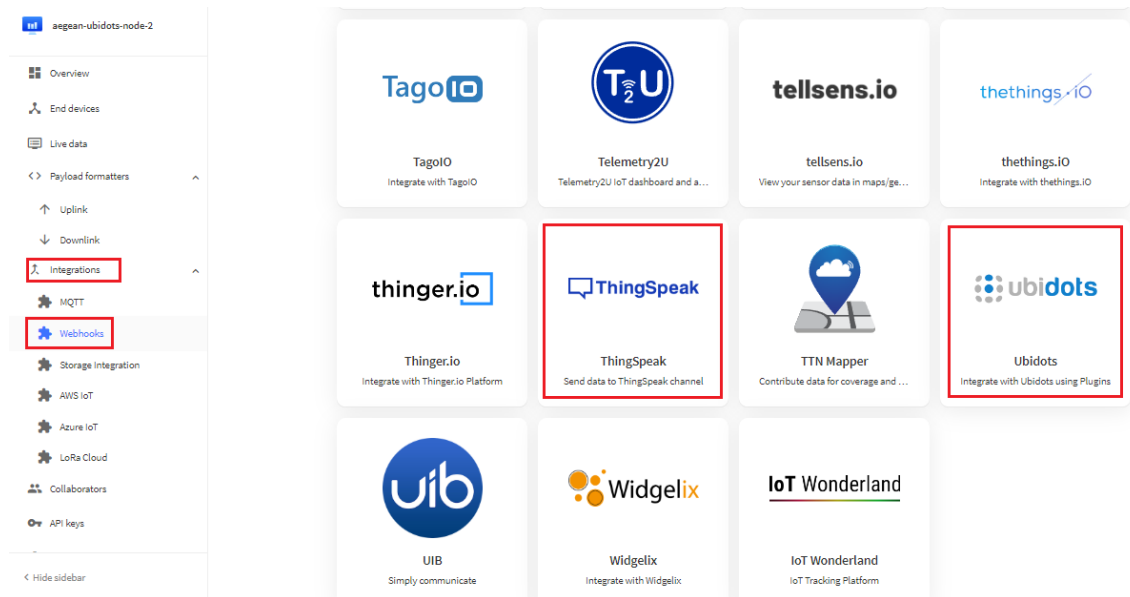 aegean-ubidots-node-2
Overview
End devices
Live data
<> Payload formatters
Uplink
Downlink
Integrations
MQTT
Webhooks
Storage Integration
AWS IoT
Azure IoT
LoRa Cloud
Collaborators
API keys
< Hide sidebar
TagoIO
TagoIO
Integrate with TagoIO
T2U
Telemetry2U
Telemetry2U IoT dashboard and a...
tellsens.io
tellsens.io
View your sensor data in maps/ge...
thethings.iO
thethings.iO
Integrate with thethings.iO
thinger.io
Thinger.io
Integrate with Thinger.io Platform
ThingSpeak
ThingSpeak
Send data to ThingSpeak channel
TTN Mapper
Contribute data for coverage and ...
ubidots
Ubidots
Integrate with Ubidots using Plugins
uib
UIB
Simply communicate
Widgelix
Widgelix
Integrate with Widgelix
IoT Wonderland
IoT Wonderland
IoT Tracking Platform